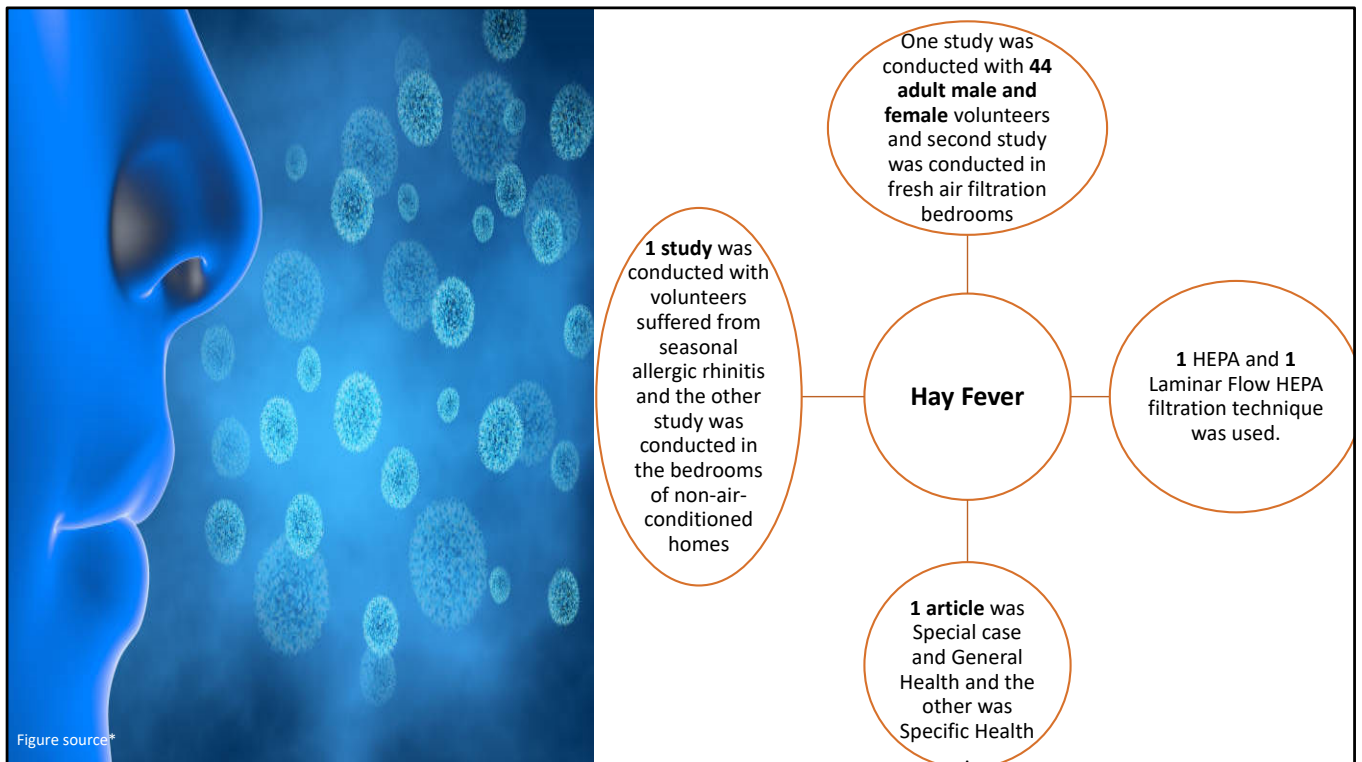 One study was
conducted with 44
adult male and
female volunteers
and second study
was conducted in
fresh air filtration
bedrooms
1 study was
conducted with
volunteers
suffered from
seasonal
allergic rhinitis
and the other
study was
conducted in
the bedrooms
of non-air-
conditioned
homes
Hay Fever
1 HEPA and 1
Laminar Flow HEPA
filtration technique
was used.
1 article was
Special case
and General
Health and the
other was
Specific Health
Figure source*